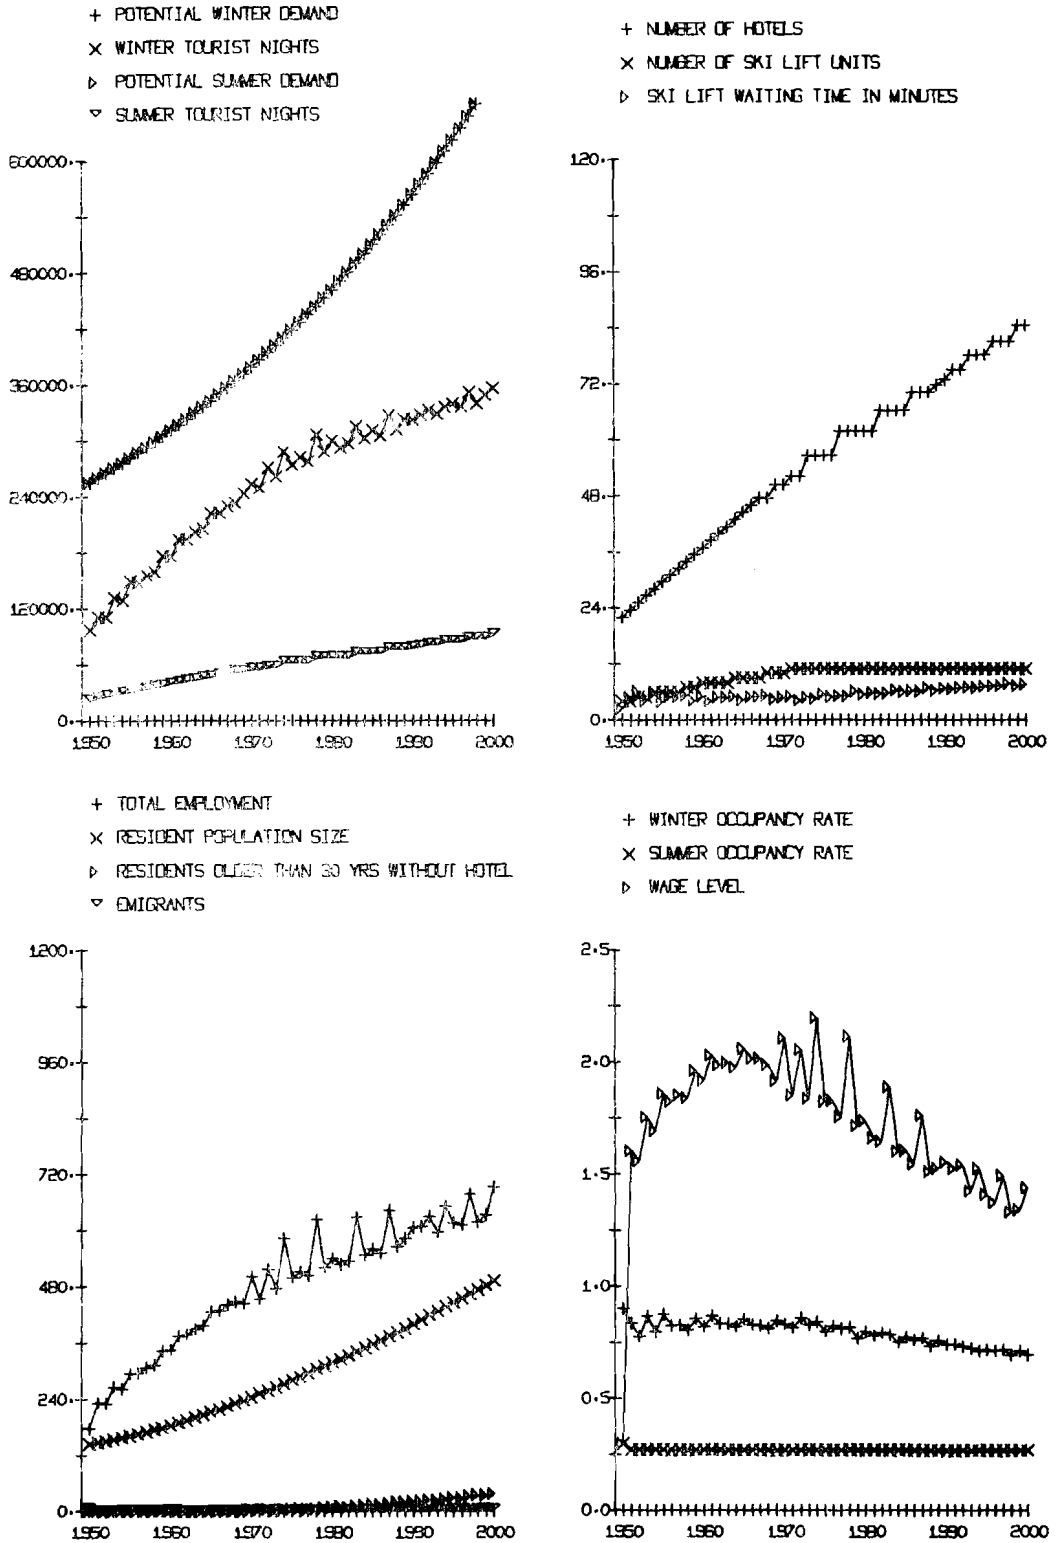 + POTENTIAL WINTER DEMAND
× WINTER TOURIST NIGHTS
▷ POTENTIAL SUMMER DEMAND
▽ SUMMER TOURIST NIGHTS
600000.
480000.
360000.
240000.
120000.
0.
1950 1960 1970 1980 1990 2000
+ NUMBER OF HOTELS
× NUMBER OF SKI LIFT UNITS
▷ SKI LIFT WAITING TIME IN MINUTES
120.
96.
72.
48.
24.
0.
1950 1960 1970 1980 1990 2000
+ TOTAL EMPLOYMENT
× RESIDENT POPULATION SIZE
▷ RESIDENTS OLDER THAN 30 YRS WITHOUT HOTEL
▽ EMIGRANTS
1200.
960.
720.
480.
240.
0.
1950 1960 1970 1980 1990 2000
+ WINTER OCCUPANCY RATE
× SUMMER OCCUPANCY RATE
▷ WAGE LEVEL
2.5
2.0
1.5
1.0
0.5
0.0
1950 1960 1970 1980 1990 2000